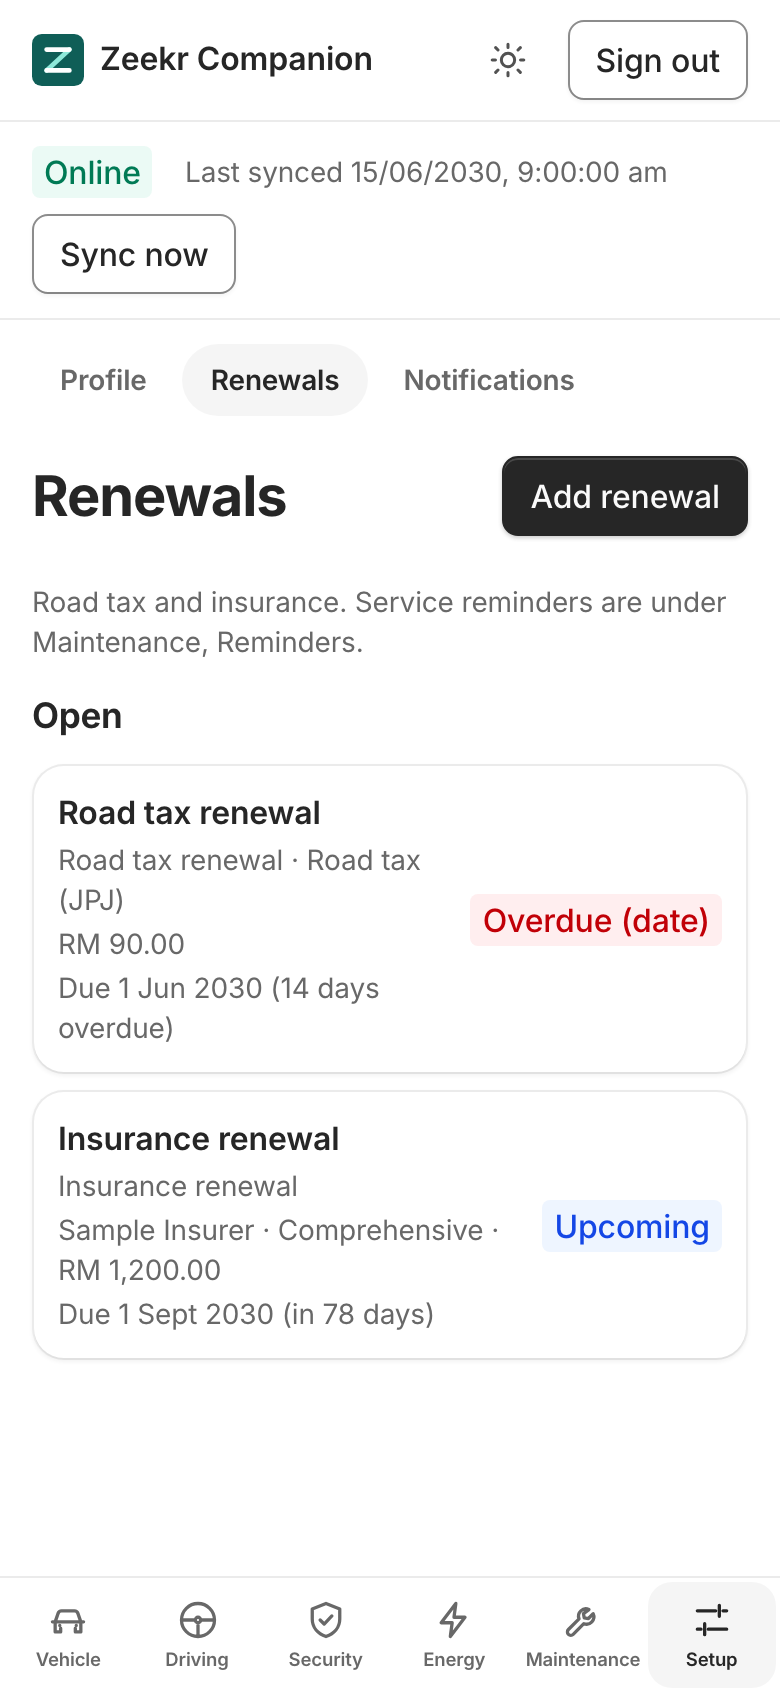 Zeekr Companion
Sign out
Online
Last synced 15/06/2030, 9:00:00 am
Sync now
Profile
Renewals
Notifications
Renewals
Add renewal
Road tax and insurance. Service reminders are under
Maintenance, Reminders.
Open
Road tax renewal
Road tax renewal · Road tax
(JPJ)
RM 90.00
Due 1 Jun 2030 (14 days
overdue)
Overdue (date)
Insurance renewal
Insurance renewal
Sample Insurer · Comprehensive ·
RM 1,200.00
Due 1 Sept 2030 (in 78 days)
Upcoming
Vehicle
Driving
Security
Energy
Maintenance
Setup